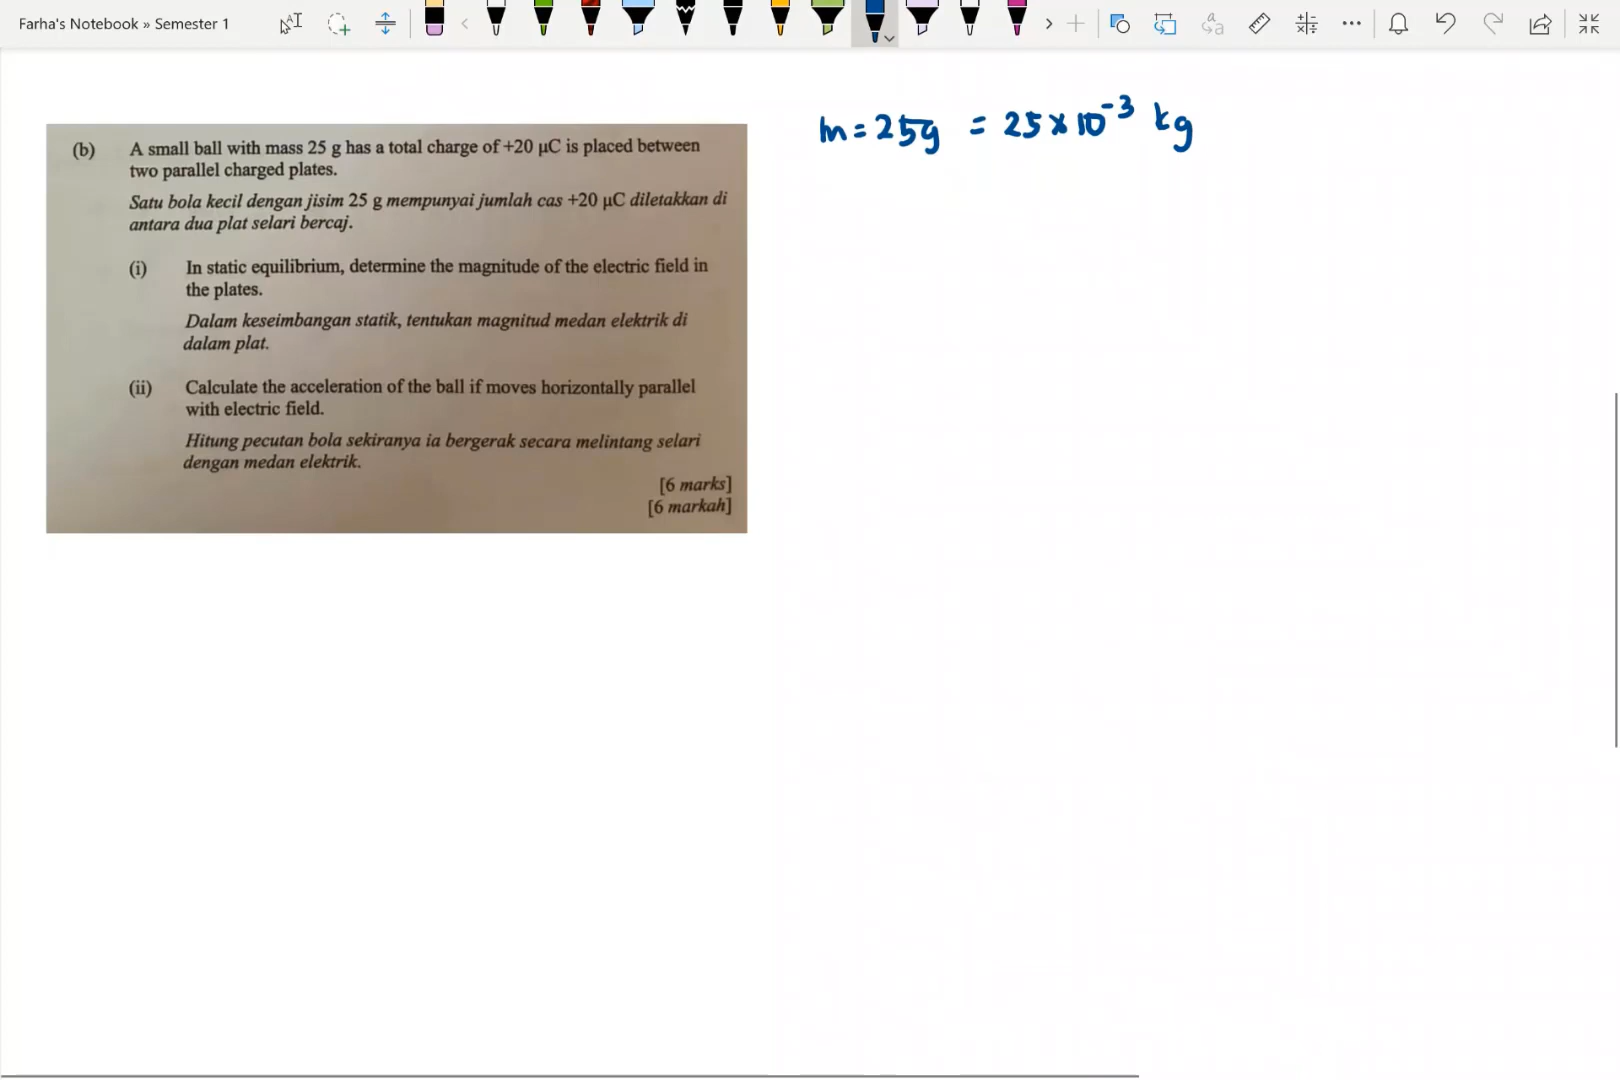 Farha's Notebook » Semester 1
m = 25g = 25 × 10⁻³ kg
(b) A small ball with mass 25 g has a total charge of +20 µC is placed between
two parallel charged plates.
Satu bola kecil dengan jisim 25 g mempunyai jumlah cas +20 µC diletakkan di
antara dua plat selari bercaj.
(i) In static equilibrium, determine the magnitude of the electric field in
the plates.
Dalam keseimbangan statik, tentukan magnitud medan elektrik di
dalam plat.
(ii) Calculate the acceleration of the ball if moves horizontally parallel
with electric field.
Hitung pecutan bola sekiranya ia bergerak secara melintang selari
dengan medan elektrik.
[6 marks]
[6 markah]